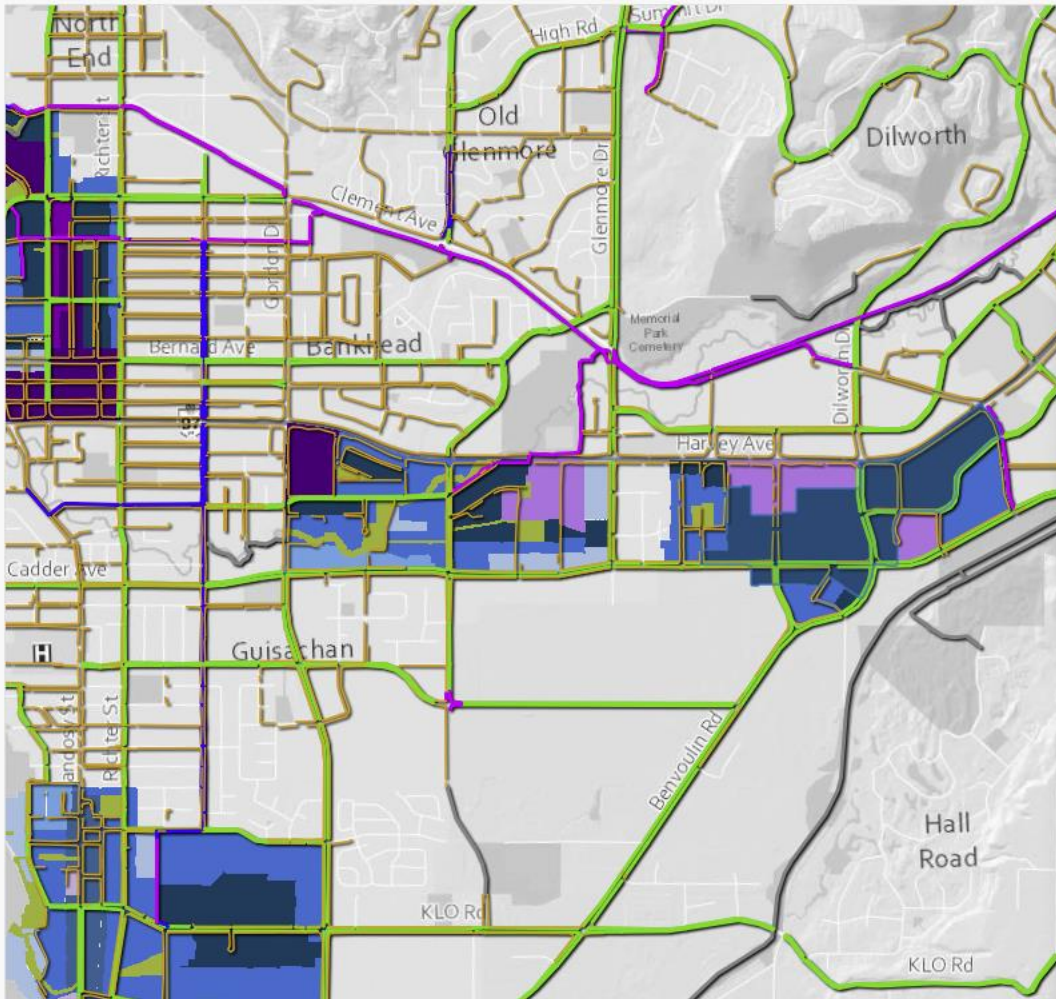 North
End
High Rd
Summit Dr
Richter St
Old
Glenmore
Dilworth
Glenmore Dr
Clement Ave
Gordon Dr
Memorial
Park
Cemetery
Bernard Ave
Bankhead
Dilworth Dr
97
Harvey Ave
Cadder Ave
H
Guisachan
Richter St
Benvoulin Rd
Hall
Road
KLO Rd
KLO Rd